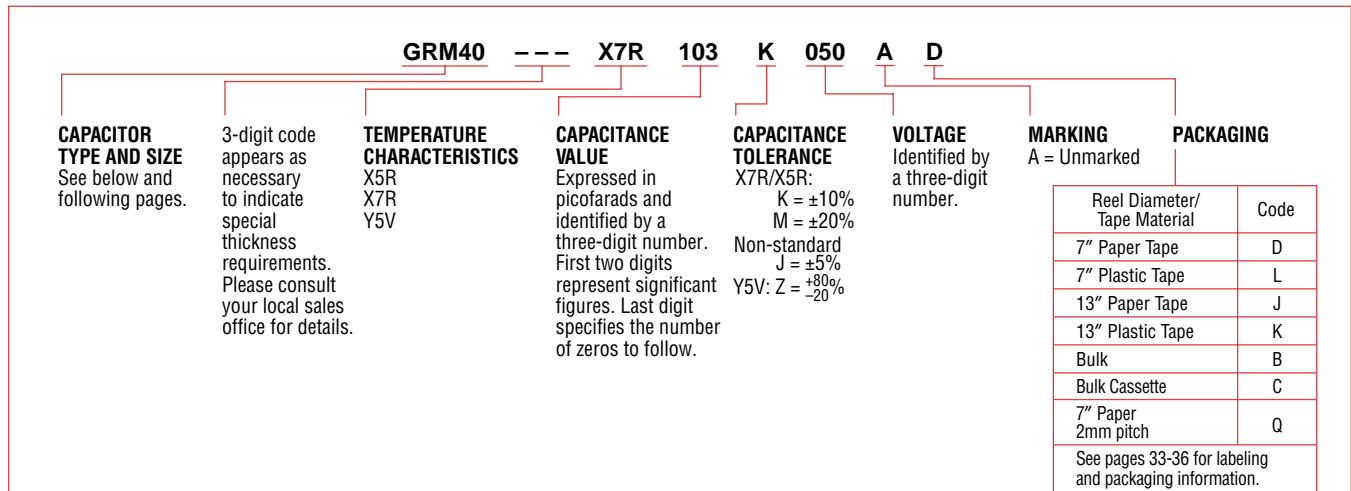 GRM40 – – – X7R 103 K 050 A D
CAPACITOR
TYPE AND SIZE
See below and
following pages.
3-digit code
appears as
necessary
to indicate
special
thickness
requirements.
Please consult
your local sales
office for details.
TEMPERATURE
CHARACTERISTICS
X5R
X7R
Y5V
CAPACITANCE
VALUE
Expressed in
picofarads and
identified by a
three-digit number.
First two digits
represent significant
figures. Last digit
specifies the number
of zeros to follow.
CAPACITANCE
TOLERANCE
X7R/X5R:
K = ±10%
M = ±20%
Non-standard
J = ±5%
Y5V: Z = +80 –20 %
VOLTAGE
Identified by
a three-digit
number.
MARKING
A = Unmarked
PACKAGING
Reel Diameter/
Tape Material
Code
7″ Paper Tape D
7″ Plastic Tape L
13″ Paper Tape J
13″ Plastic Tape K
Bulk B
Bulk Cassette C
7″ Paper
2mm pitch
Q
See pages 33-36 for labeling
and packaging information.